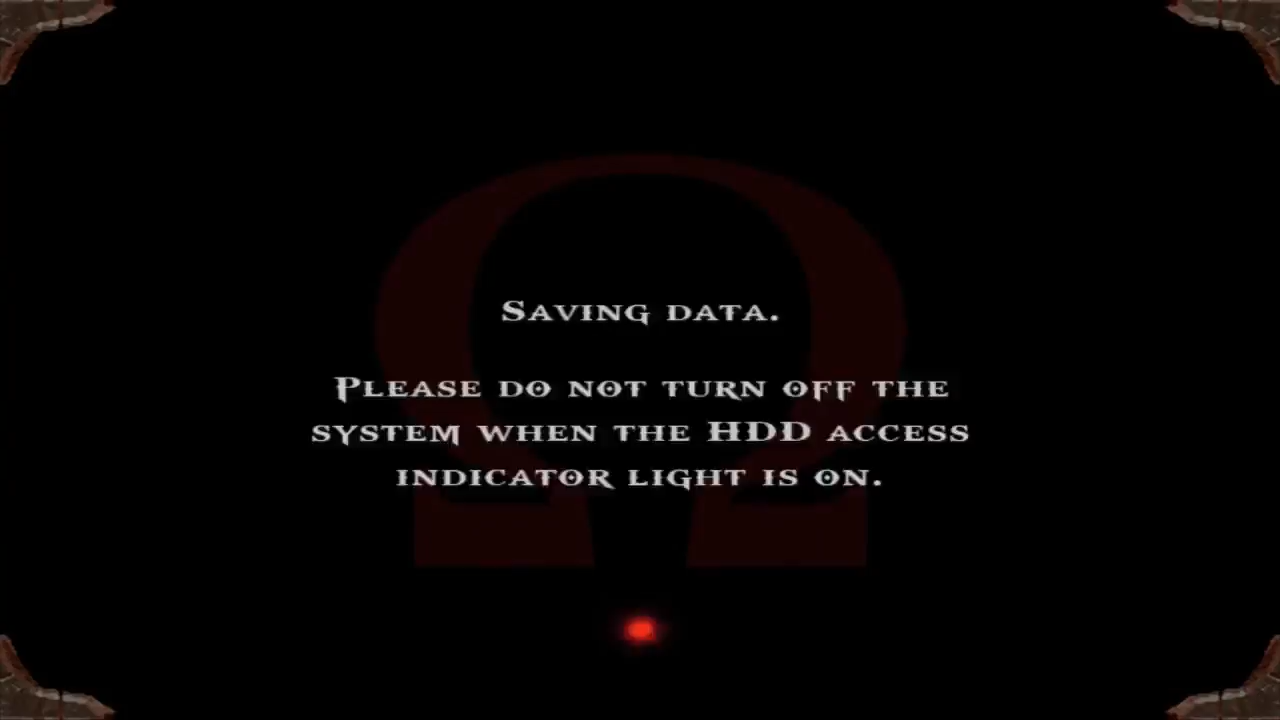 Saving data.
Please do not turn off the
system when the HDD access
indicator light is on.